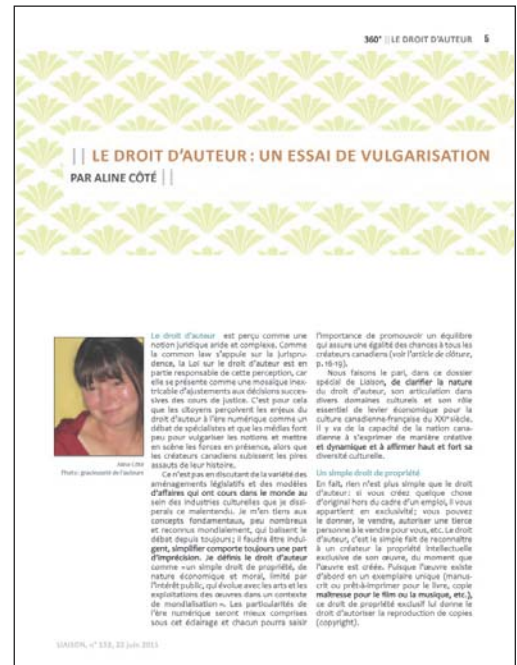 360° || LE DROIT D'AUTEUR 5
|| LE DROIT D'AUTEUR : UN ESSAI DE VULGARISATION
PAR ALINE CÔTÉ ||
Aline Côté
Photo : gracieuseté de l'auteure
Le droit d'auteur est perçu comme une
notion juridique aride et complexe. Comme
la common law s'appuie sur la jurispru-
dence, la Loi sur le droit d'auteur est en
partie responsable de cette perception, car
elle se présente comme une mosaïque inex-
tricable d'ajustements aux décisions succes-
sives des cours de justice. C'est pour cela
que les citoyens perçoivent les enjeux du
droit d'auteur à l'ère numérique comme un
débat de spécialistes et que les médias font
peu pour vulgariser les notions et mettre
en scène les forces en présence, alors que
les créateurs canadiens subissent les pires
assauts de leur histoire.
Ce n'est pas en discutant de la variété des
aménagements législatifs et des modèles
d'affaires qui ont cours dans le monde au
sein des industries culturelles que je dissi-
perais ce malentendu. Je m'en tiens aux
concepts fondamentaux, peu nombreux
et reconnus mondialement, qui balisent le
débat depuis toujours ; il faudra être indul-
gent, simplifier comporte toujours une part
d'imprécision. Je définis le droit d'auteur
comme « un simple droit de propriété, de
nature économique et moral, limité par
l'intérêt public, qui évolue avec les arts et les
exploitations des œuvres dans un contexte
de mondialisation ». Les particularités de
l'ère numérique seront mieux comprises
sous cet éclairage et chacun pourra saisir
l'importance de promouvoir un équilibre
qui assure une égalité des chances à tous les
créateurs canadiens (voir l'article de clôture,
p. 16-19).
Nous faisons le pari, dans ce dossier
spécial de Liaison, de clarifier la nature
du droit d'auteur, son articulation dans
divers domaines culturels et son rôle
essentiel de levier économique pour la
culture canadienne-française du XXIe siècle.
Il y va de la capacité de la nation cana-
dienne à s'exprimer de manière créative
et dynamique et à affirmer haut et fort sa
diversité culturelle.
Un simple droit de propriété
En fait, rien n'est plus simple que le droit
d'auteur : si vous créez quelque chose
d'original hors du cadre d'un emploi, il vous
appartient en exclusivité ; vous pouvez
le donner, le vendre, autoriser une tierce
personne à le vendre pour vous, etc. Le droit
d'auteur, c'est le simple fait de reconnaître
à un créateur la propriété intellectuelle
exclusive de son œuvre, du moment que
l'œuvre est créée. Puisque l'œuvre existe
d'abord en un exemplaire unique (manus-
crit ou prêt-à-imprimer pour le livre, copie
maîtresse pour le film ou la musique, etc.),
ce droit de propriété exclusif lui donne le
droit d'autoriser la reproduction de copies
(copyright).
LIAISON, n° 152, 22 juin 2011